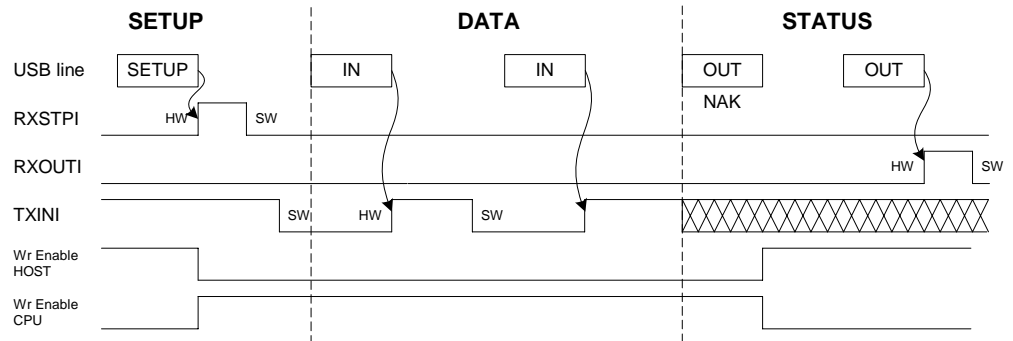 SETUP DATA STATUS
USB line SETUP IN IN OUT OUT
NAK
RXSTPI HW SW
RXOUTI HW SW
TXINI SW HW SW
Wr Enable
HOST
Wr Enable
CPU